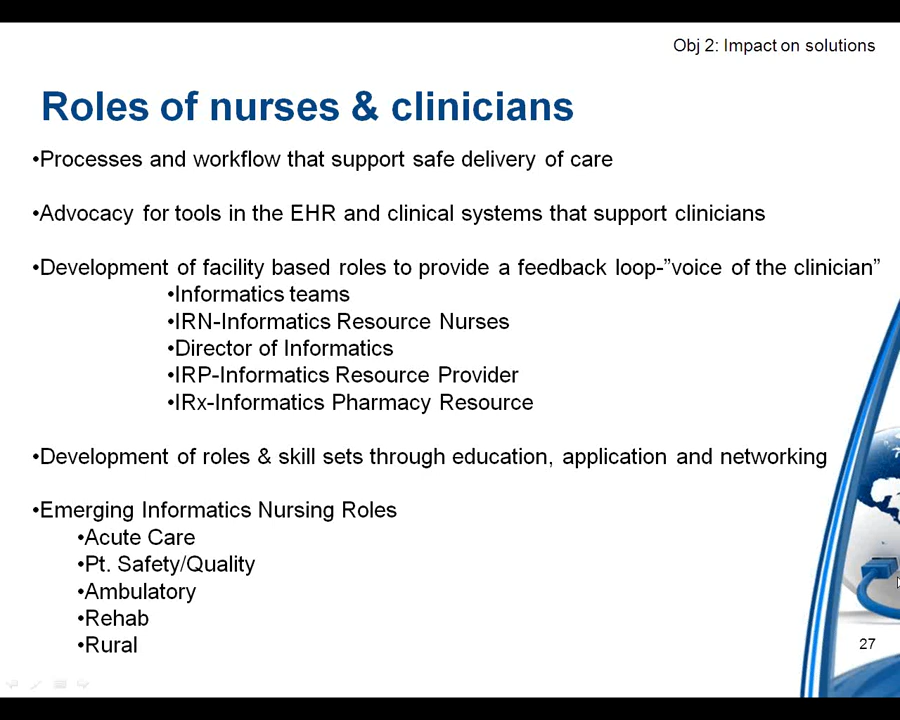 Obj 2: Impact on solutions
Roles of nurses & clinicians
•Processes and workflow that support safe delivery of care
•Advocacy for tools in the EHR and clinical systems that support clinicians
•Development of facility based roles to provide a feedback loop-”voice of the clinician”
•Informatics teams
•IRN-Informatics Resource Nurses
•Director of Informatics
•IRP-Informatics Resource Provider
•IRx-Informatics Pharmacy Resource
•Development of roles & skill sets through education, application and networking
•Emerging Informatics Nursing Roles
•Acute Care
•Pt. Safety/Quality
•Ambulatory
•Rehab
•Rural
27